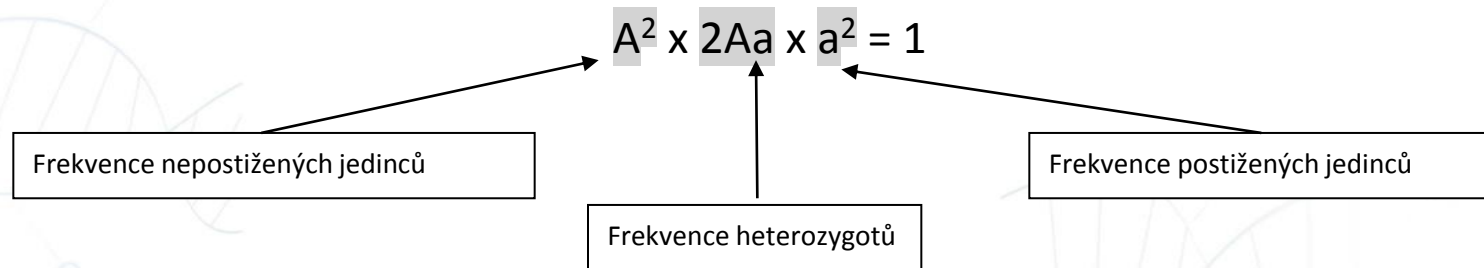 A² x 2Aa x a² = 1
Frekvence nepostižených jedinců
Frekvence postižených jedinců
Frekvence heterozygotů